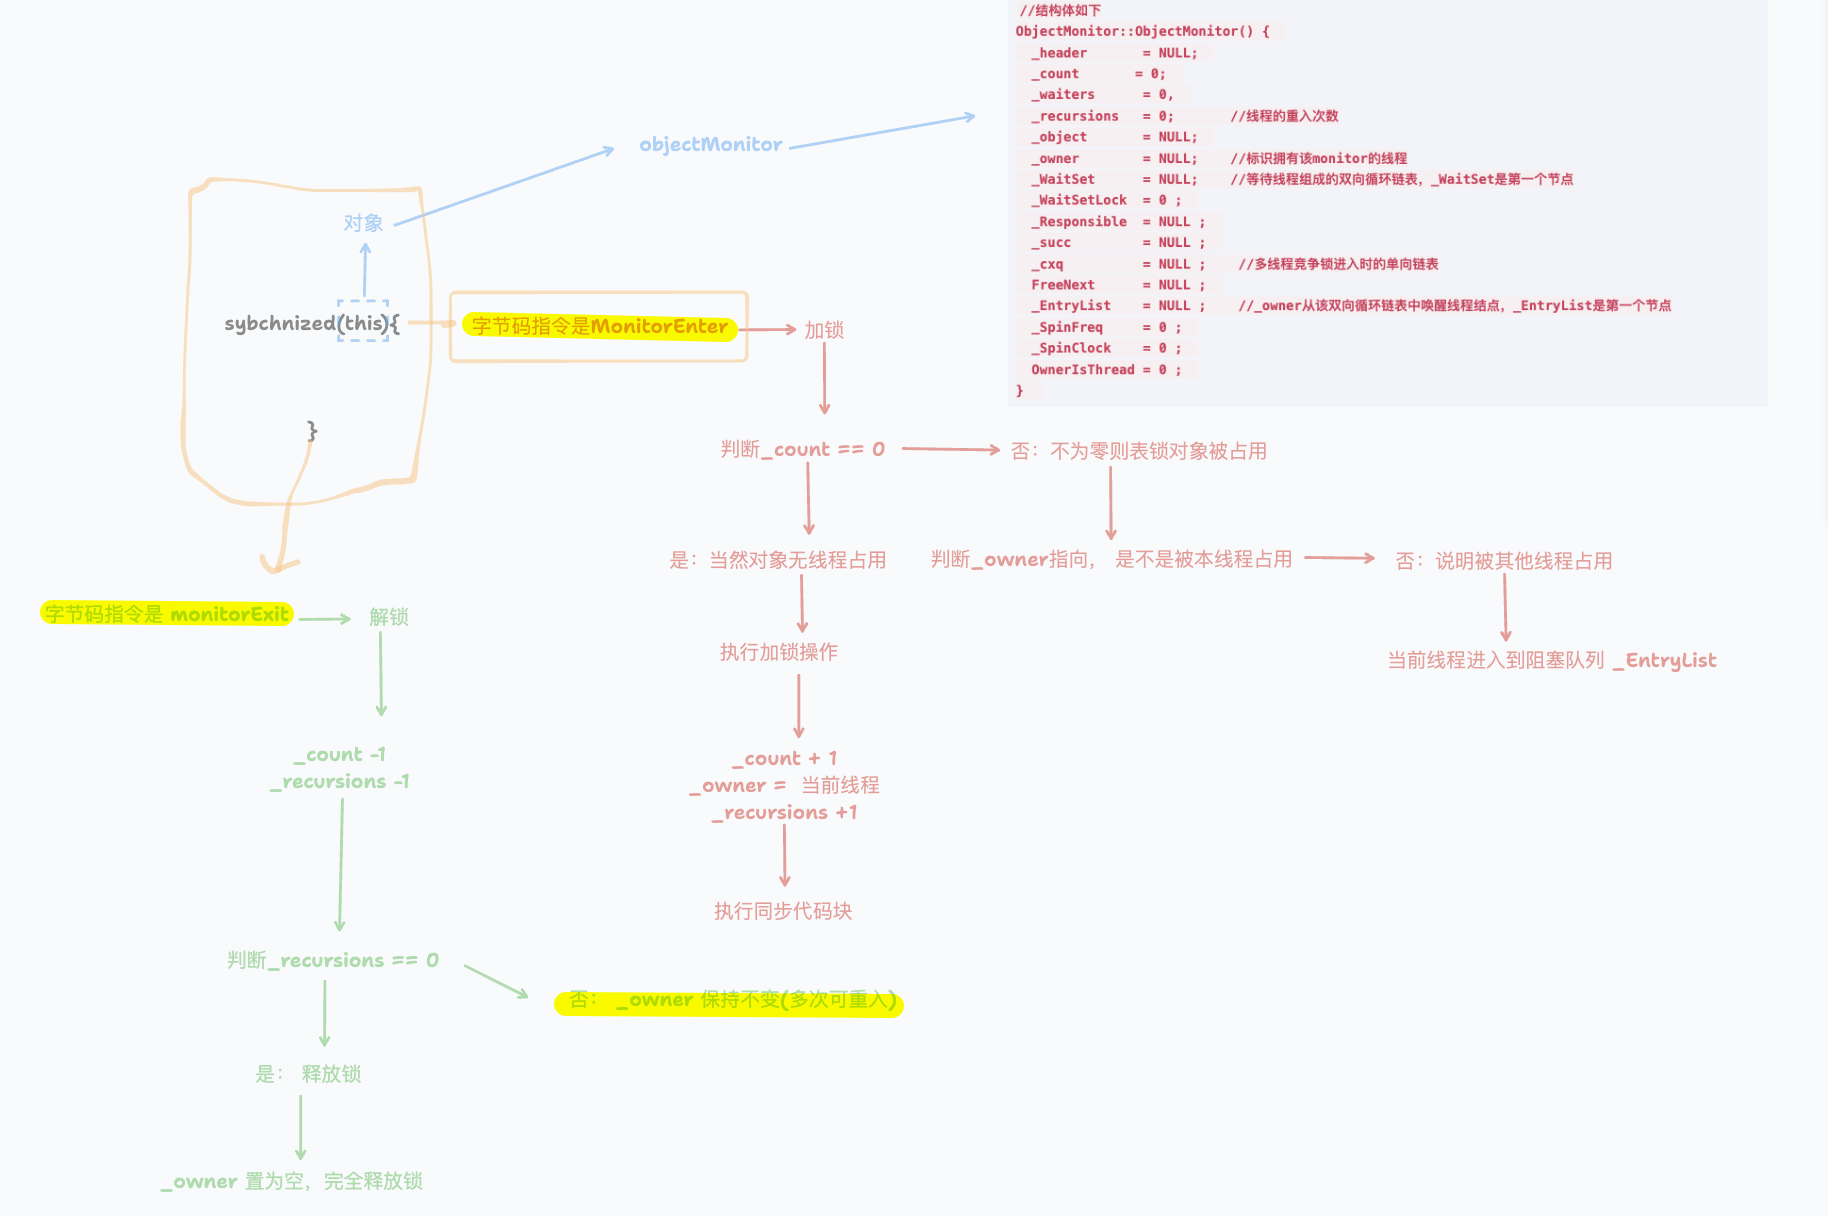 //结构体如下
ObjectMonitor::ObjectMonitor() {
_header = NULL;
_count = 0;
_waiters = 0,
_recursions = 0; //线程的重入次数
_object = NULL;
_owner = NULL; //标识拥有该monitor的线程
_WaitSet = NULL; //等待线程组成的双向循环链表，_WaitSet是第一个节点
_WaitSetLock = 0 ;
_Responsible = NULL ;
_succ = NULL ;
_cxq = NULL ; //多线程竞争锁进入时的单向链表
FreeNext = NULL ;
_EntryList = NULL ; //_owner从该双向循环链表中唤醒线程结点，_EntryList是第一个节点
_SpinFreq = 0 ;
_SpinClock = 0 ;
OwnerIsThread = 0 ;
}
objectMonitor
对象
sybchnized(this){
}
字节码指令是MonitorEnter
加锁
判断_count == 0
否：不为零则表锁对象被占用
是：当然对象无线程占用
判断_owner指向， 是不是被本线程占用
否：说明被其他线程占用
执行加锁操作
当前线程进入到阻塞队列 _EntryList
_count + 1
_owner = 当前线程
_recursions +1
执行同步代码块
字节码指令是 monitorExit
解锁
_count -1
_recursions -1
判断_recursions == 0
否： _owner 保持不变(多次可重入)
是： 释放锁
_owner 置为空，完全释放锁